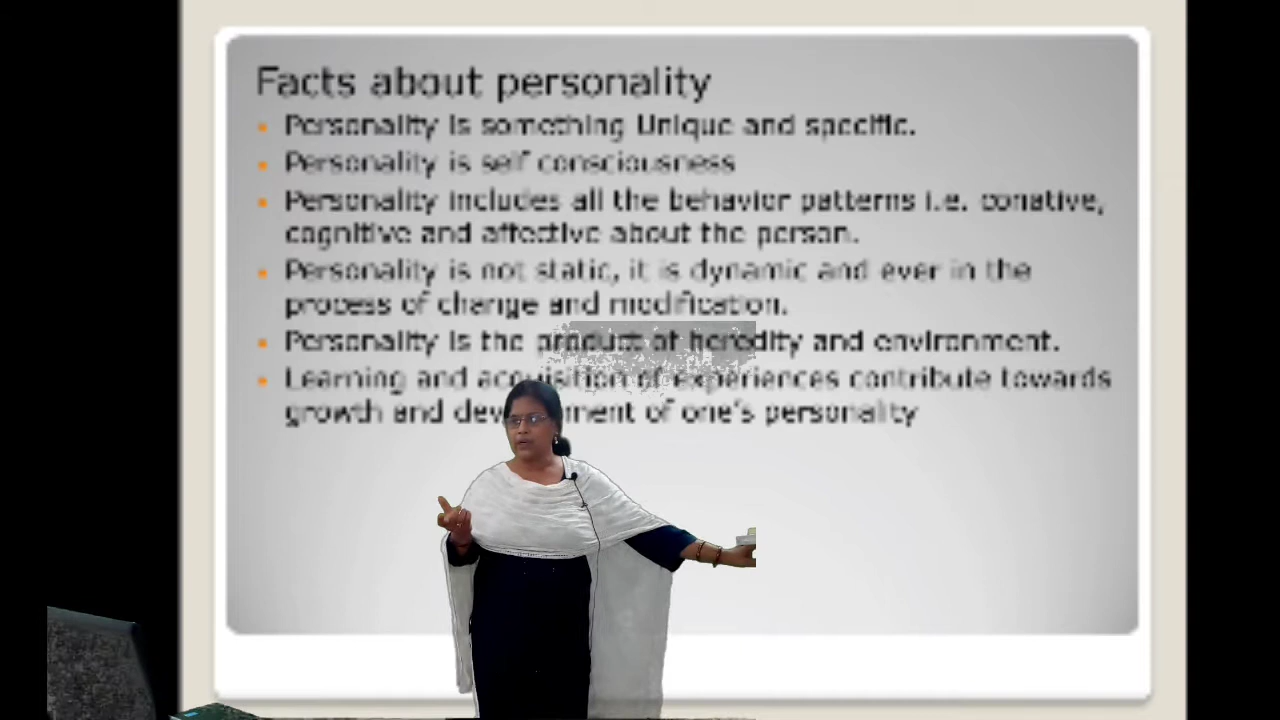 Facts about personality
Personality is something Unique and specific.
Personality is self consciousness
Personality includes all the behavior patterns i.e. conative,
cognitive and affective about the person.
Personality is not static, it is dynamic and ever in the
process of change and modification.
Personality is the product of heredity and environment.
Learning and acquisition of experiences contribute towards
growth and of one's personality